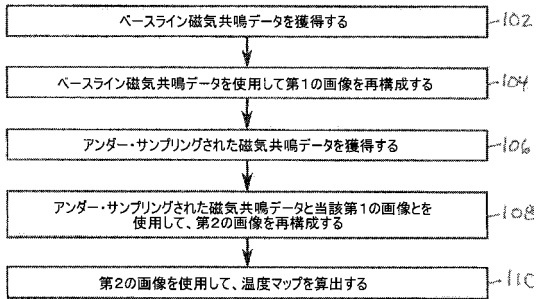 ベースライン磁気共鳴データを獲得する
102
ベースライン磁気共鳴データを使用して第1の画像を再構成する
104
アンダー・サンプリングされた磁気共鳴データを獲得する
106
アンダー・サンプリングされた磁気共鳴データと当該第1の画像とを
使用して、第2の画像を再構成する
108
第2の画像を使用して、温度マップを算出する
110